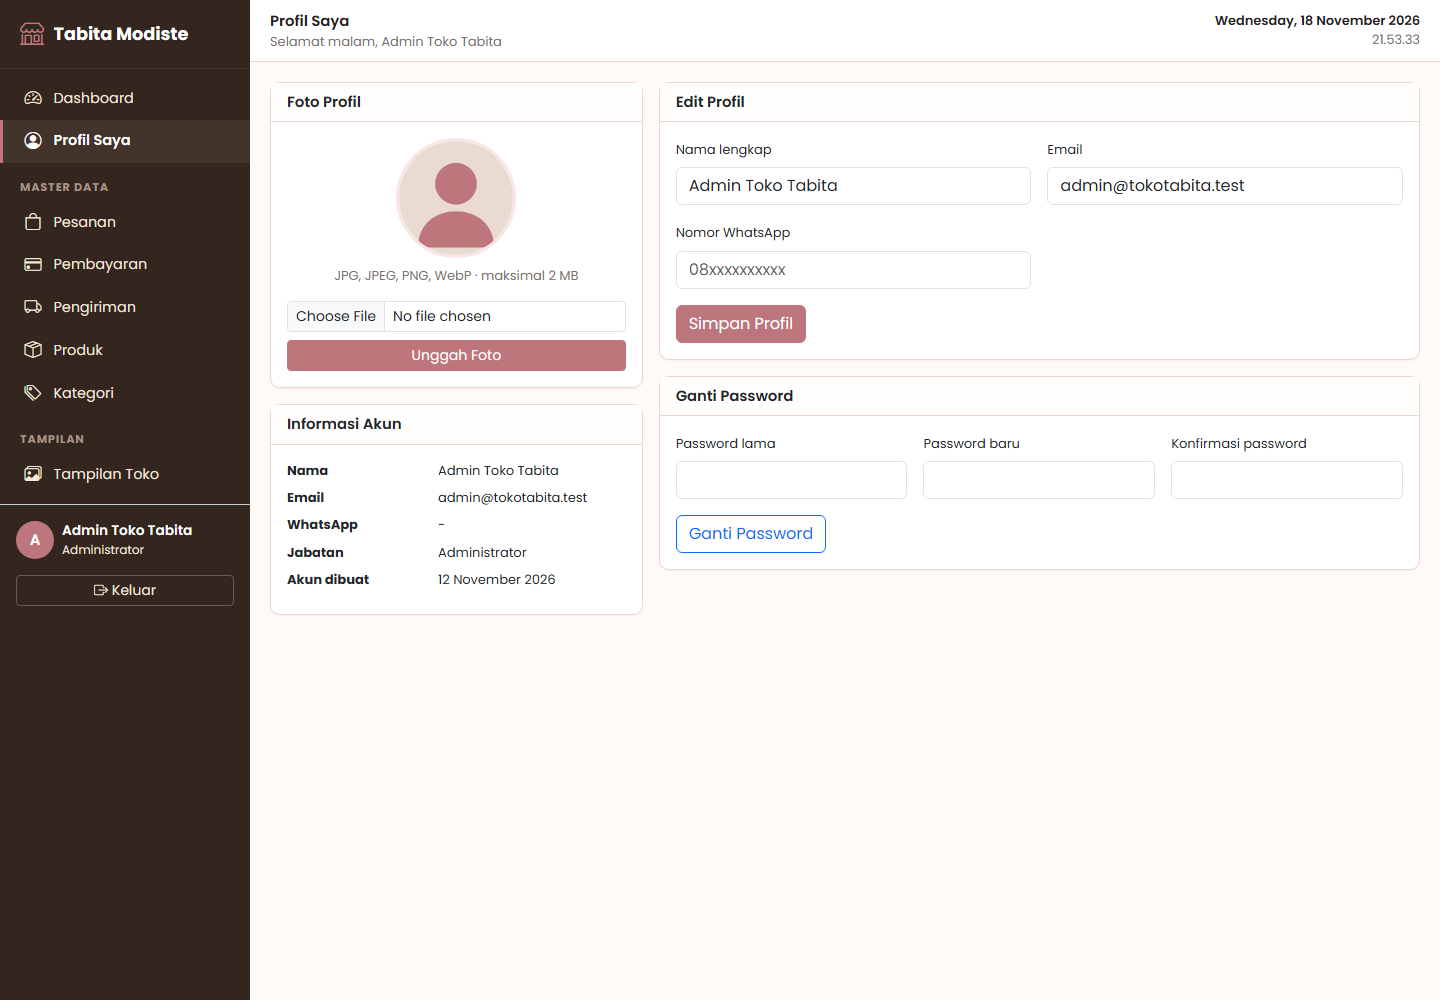 Tabita Modiste
Dashboard
Profil Saya
MASTER DATA
Pesanan
Pembayaran
Pengiriman
Produk
Kategori
TAMPILAN
Tampilan Toko
A
Admin Toko Tabita
Administrator
Keluar
Profil Saya
Selamat malam, Admin Toko Tabita
Wednesday, 18 November 2026
21.53.33
Foto Profil
JPG, JPEG, PNG, WebP · maksimal 2 MB
Choose File No file chosen
Unggah Foto
Informasi Akun
Nama Admin Toko Tabita
Email admin@tokotabita.test
WhatsApp -
Jabatan Administrator
Akun dibuat 12 November 2026
Edit Profil
Nama lengkap Email
Admin Toko Tabita admin@tokotabita.test
Nomor WhatsApp
08xxxxxxxxxx
Simpan Profil
Ganti Password
Password lama Password baru Konfirmasi password
Ganti Password